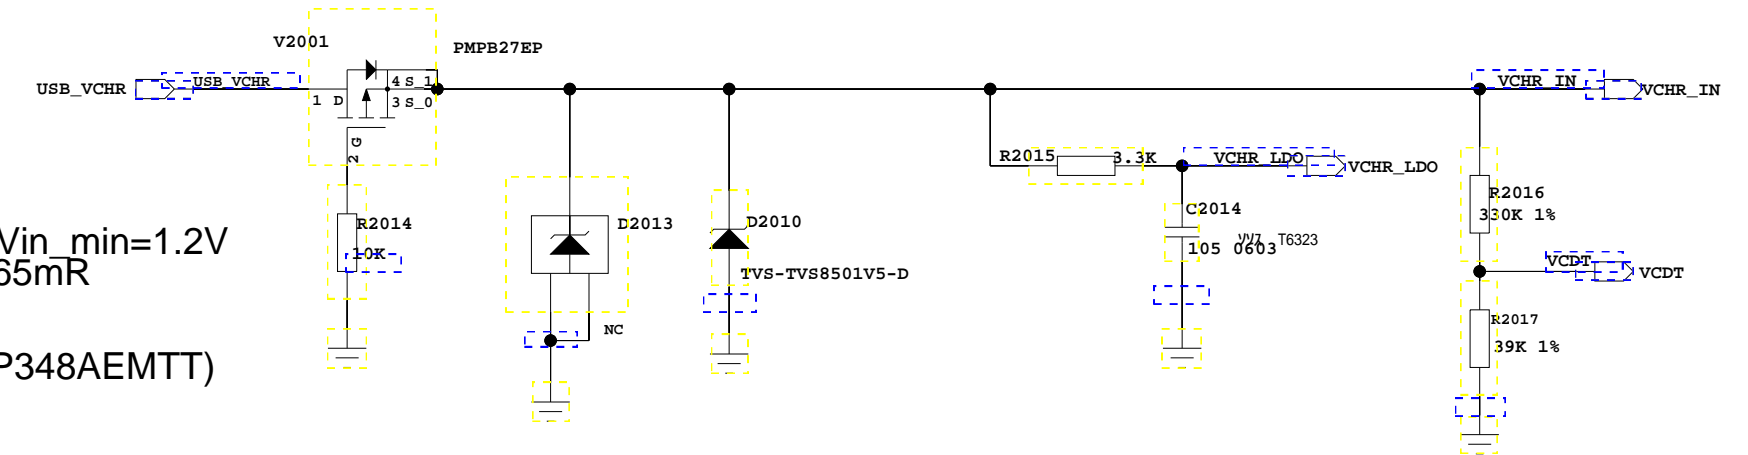 V2001
PMPB27EP
USB_VCHR
USB_VCHR
4 S_1
1 D
3 S_0
2 G
VCHR_IN
VCHR_IN
R2015
3.3K
VCHR_LDO
VCHR_LDO
R2014
10K
D2013
NC
D2010
TVS-TVS8501V5-D
C2014
T6323
105 0603
R2016
330K 1%
VCDT
VCDT
R2017
39K 1%
Vin_min=1.2V
65mR
P348AEMTT)